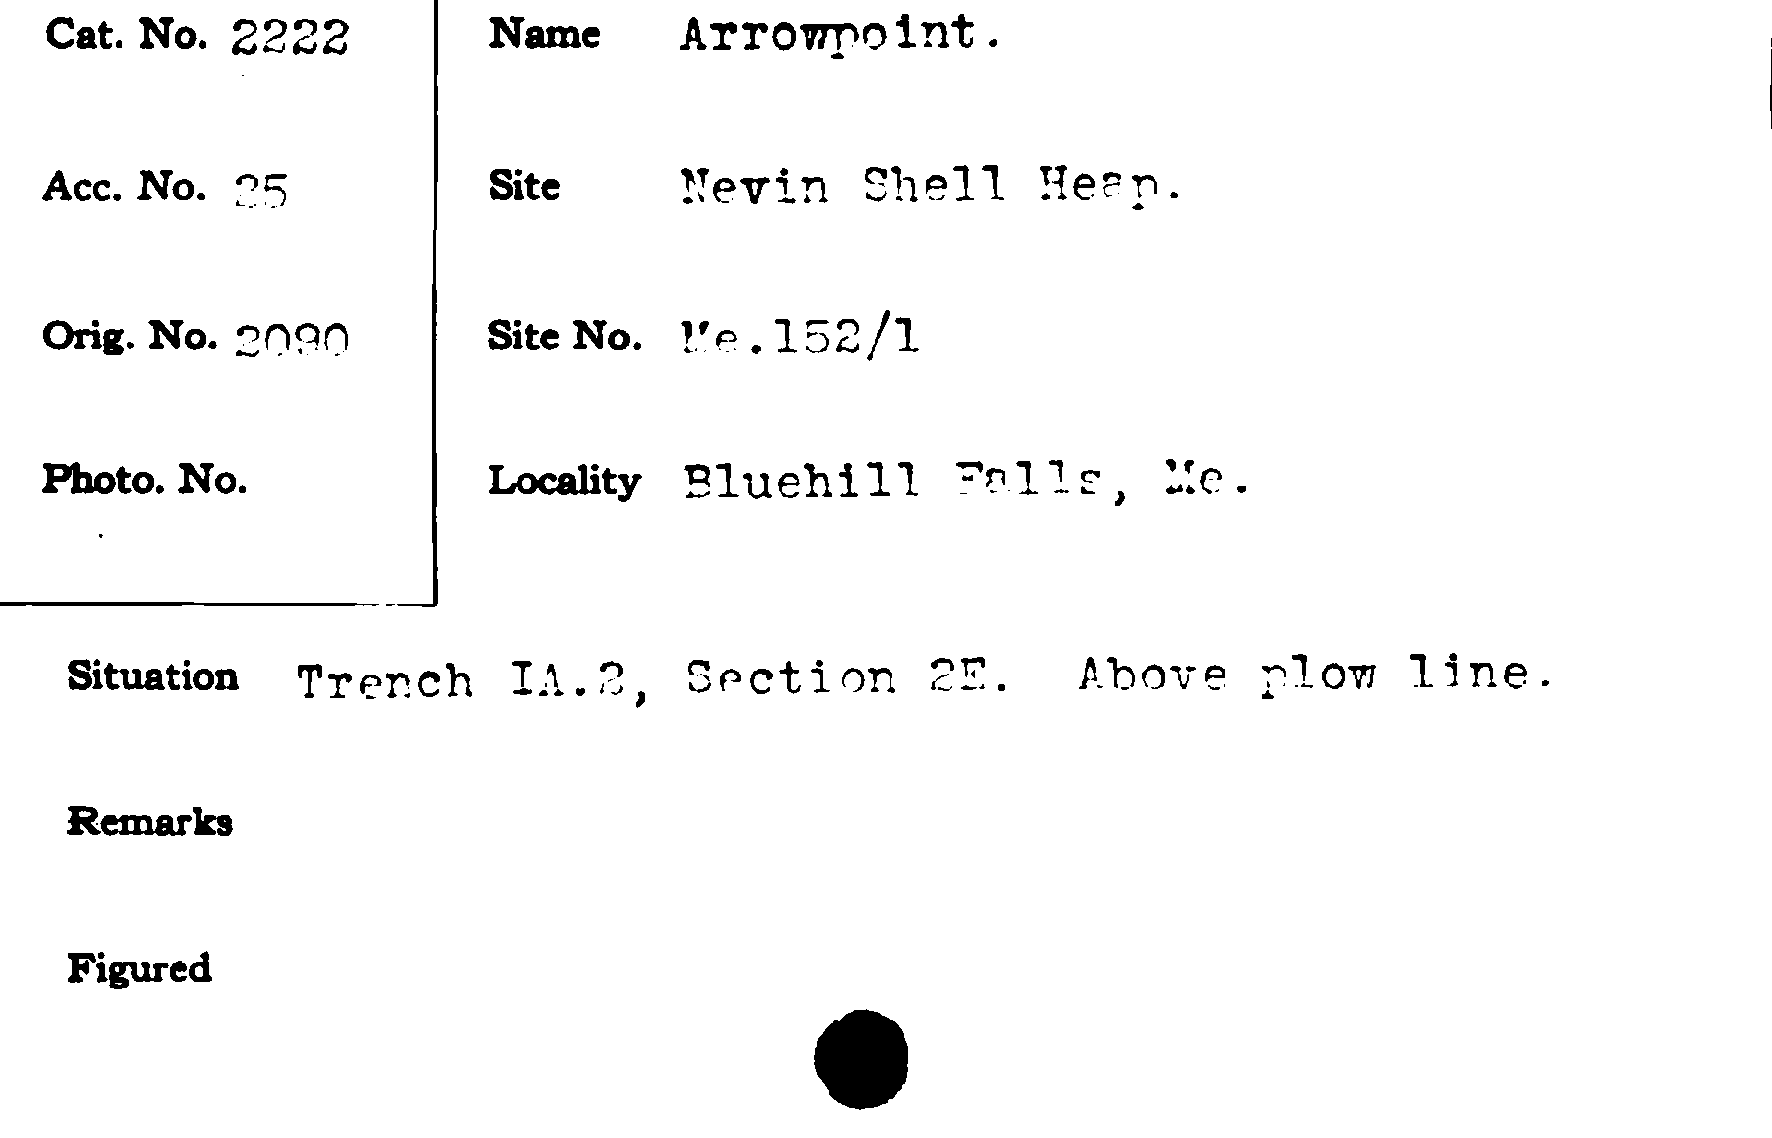 Cat. No. 2222
Name Arrowpoint.
Acc. No. 25
Site Nevin Shell Heap.
Orig. No. 2090
Site No. Me.152/1
Photo. No.
Locality Bluehill Falls, Me.
Situation Trench IA.2, Section 2E. Above plow line.
Remarks
Figured